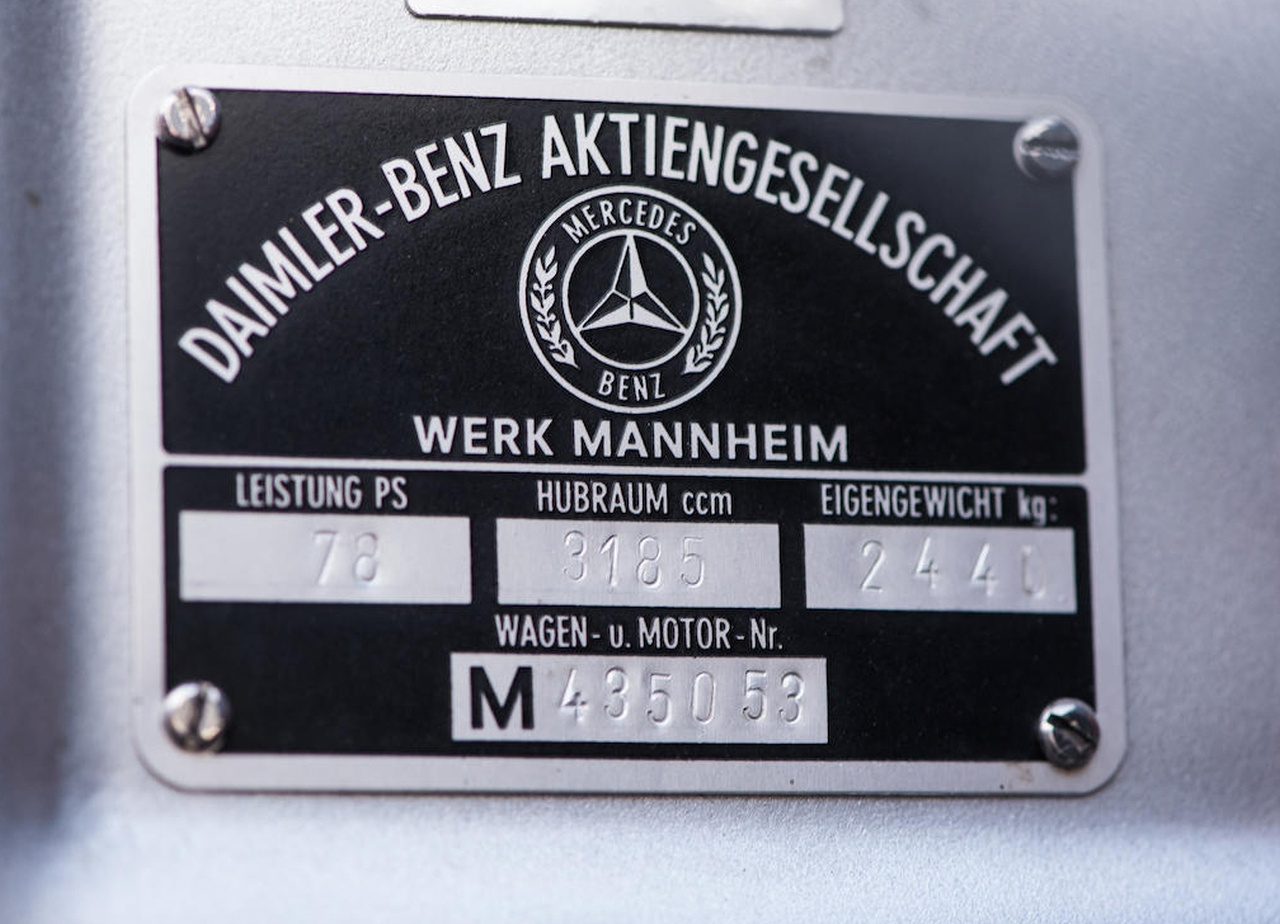 DAIMLER-BENZ AKTIENGESELLSCHAFT
MERCEDES
BENZ
WERK MANNHEIM
LEISTUNG PS HUBRAUM ccm EIGENGEWICHT kg:
78 3185 2440
WAGEN- u. MOTOR-Nr.
M 435053